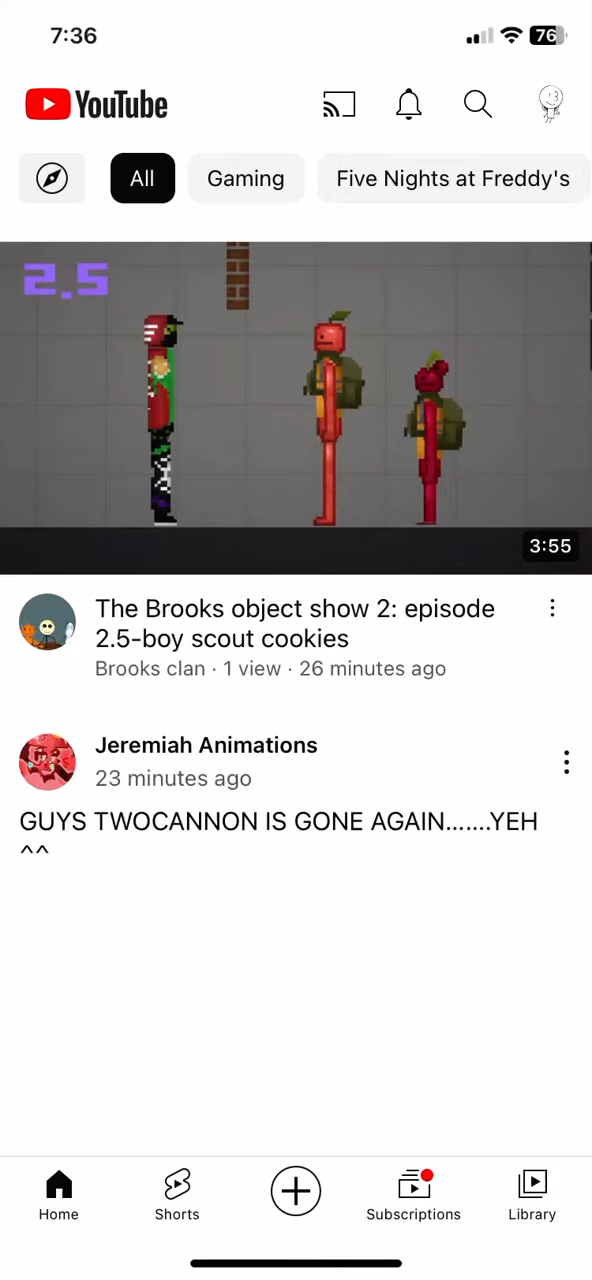 7:36
76
YouTube
All
Gaming
Five Nights at Freddy's
2.5
3:55
The Brooks object show 2: episode
2.5-boy scout cookies
Brooks clan · 1 view · 26 minutes ago
Jeremiah Animations
23 minutes ago
GUYS TWOCANNON IS GONE AGAIN.......YEH
^^
Home
Shorts
Subscriptions
Library